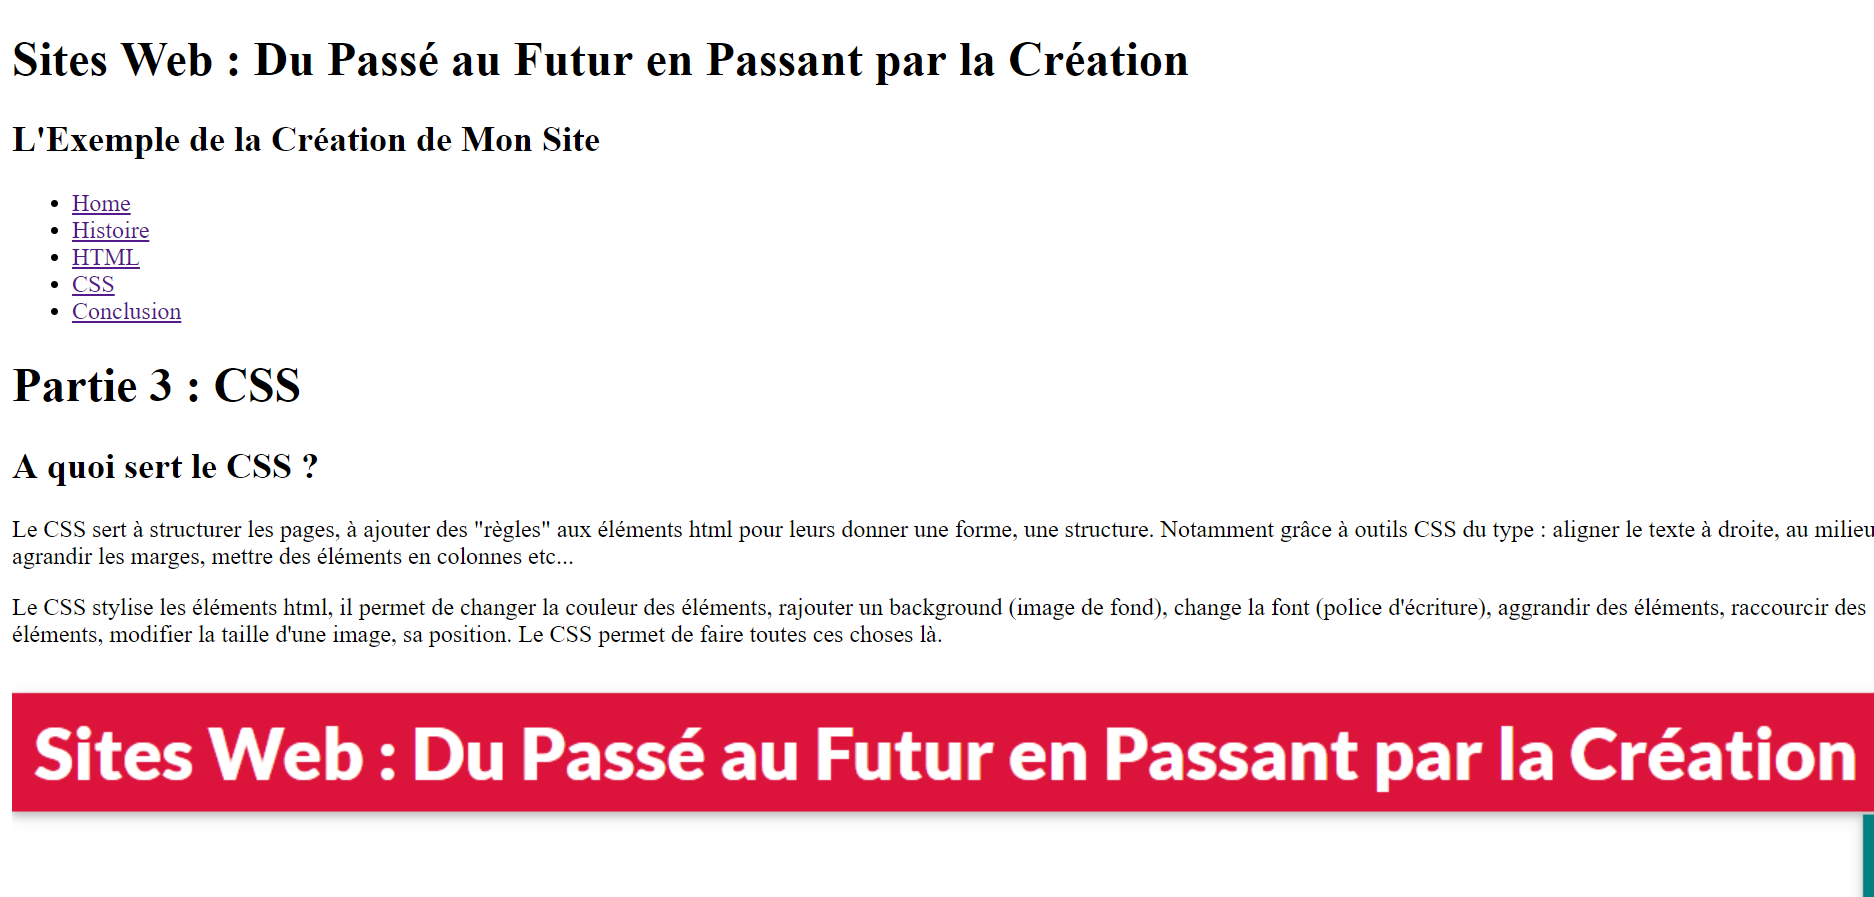 Sites Web : Du Passé au Futur en Passant par la Création
L'Exemple de la Création de Mon Site
Home
Histoire
HTML
CSS
Conclusion
Partie 3 : CSS
A quoi sert le CSS ?
Le CSS sert à structurer les pages, à ajouter des "règles" aux éléments html pour leurs donner une forme, une structure. Notamment grâce à outils CSS du type : aligner le texte à droite, au milieu
agrandir les marges, mettre des éléments en colonnes etc...
Le CSS stylise les éléments html, il permet de changer la couleur des éléments, rajouter un background (image de fond), change la font (police d'écriture), aggrandir des éléments, raccourcir des
éléments, modifier la taille d'une image, sa position. Le CSS permet de faire toutes ces choses là.
Sites Web : Du Passé au Futur en Passant par la Création